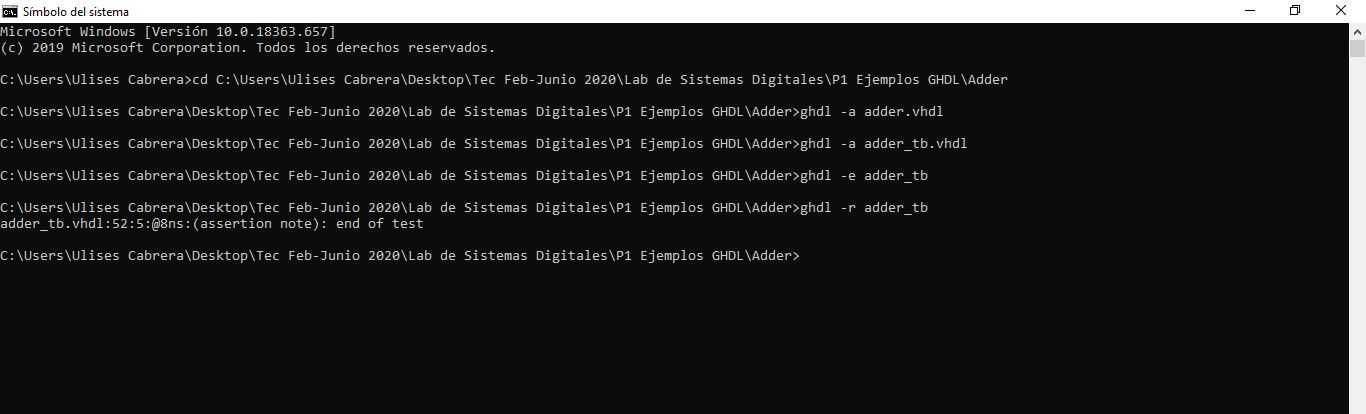 Símbolo del sistema
Microsoft Windows [Versión 10.0.18363.657]
(c) 2019 Microsoft Corporation. Todos los derechos reservados.
C:\Users\Ulises Cabrera>cd C:\Users\Ulises Cabrera\Desktop\Tec Feb-Junio 2020\Lab de Sistemas Digitales\P1 Ejemplos GHDL\Adder
C:\Users\Ulises Cabrera\Desktop\Tec Feb-Junio 2020\Lab de Sistemas Digitales\P1 Ejemplos GHDL\Adder>ghdl -a adder.vhdl
C:\Users\Ulises Cabrera\Desktop\Tec Feb-Junio 2020\Lab de Sistemas Digitales\P1 Ejemplos GHDL\Adder>ghdl -a adder_tb.vhdl
C:\Users\Ulises Cabrera\Desktop\Tec Feb-Junio 2020\Lab de Sistemas Digitales\P1 Ejemplos GHDL\Adder>ghdl -e adder_tb
C:\Users\Ulises Cabrera\Desktop\Tec Feb-Junio 2020\Lab de Sistemas Digitales\P1 Ejemplos GHDL\Adder>ghdl -r adder_tb
adder_tb.vhdl:52:5:@8ns:(assertion note): end of test
C:\Users\Ulises Cabrera\Desktop\Tec Feb-Junio 2020\Lab de Sistemas Digitales\P1 Ejemplos GHDL\Adder>